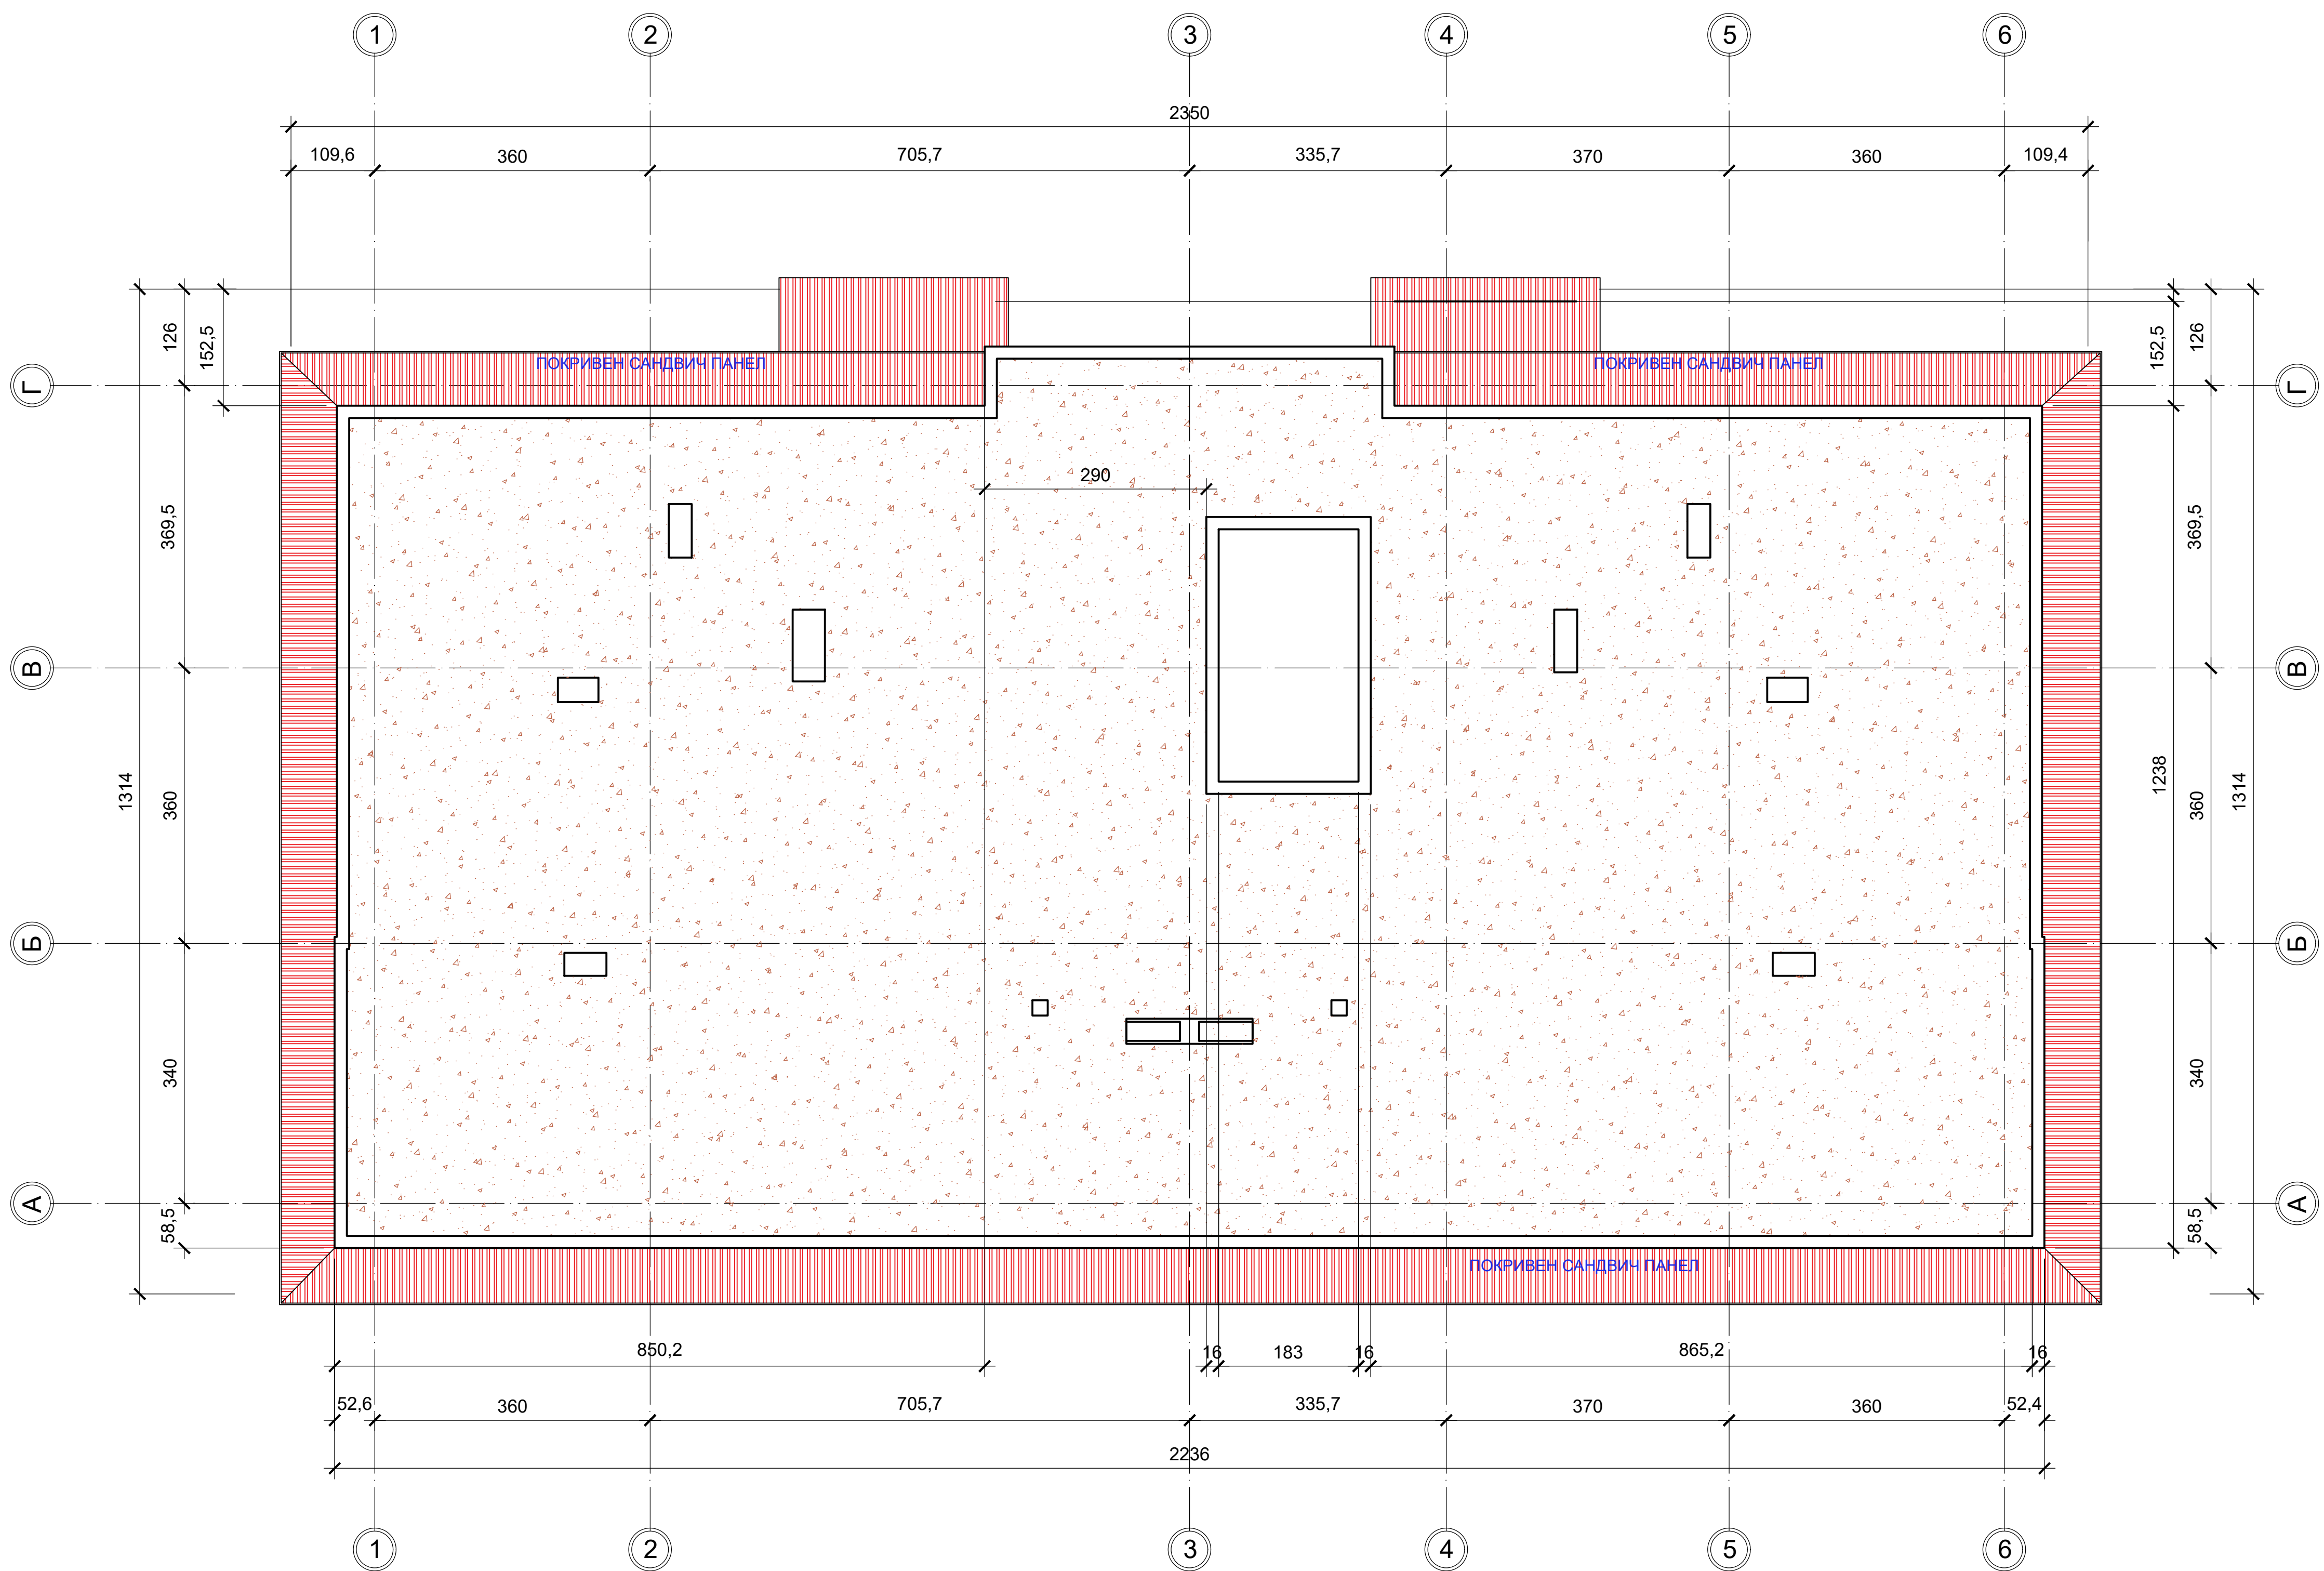 1 2 3 4 5 6
2350
109,6 360 705,7 335,7 370 360 109,4
126 152,5 152,5 126
ПОКРИВЕН САНДВИЧ ПАНЕЛ ПОКРИВЕН САНДВИЧ ПАНЕЛ
Г Г
290
369,5 369,5
В В
1314 360 1238 360 1314
Б Б
340 340
А А
58,5 58,5
ПОКРИВЕН САНДВИЧ ПАНЕЛ
850,2 16 183 16 865,2 16
52,6 360 705,7 335,7 370 360 52,4
2236
1 2 3 4 5 6